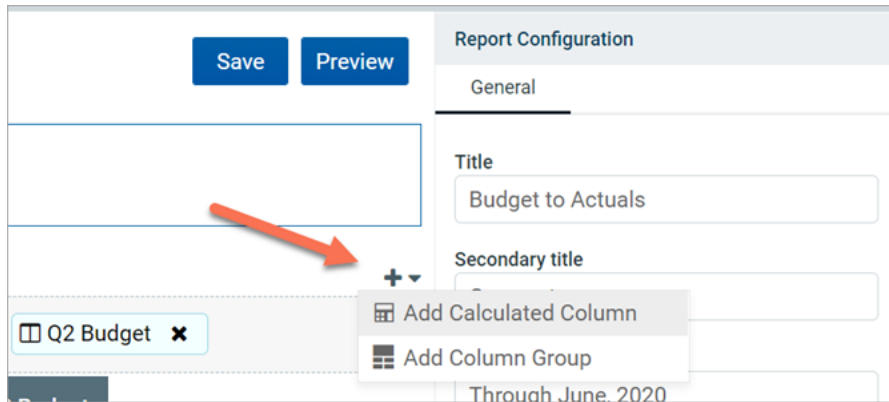 Save
Preview
Report Configuration
General
Title
Budget to Actuals
Secondary title
Add Calculated Column
Q2 Budget
Add Column Group
Through June, 2020